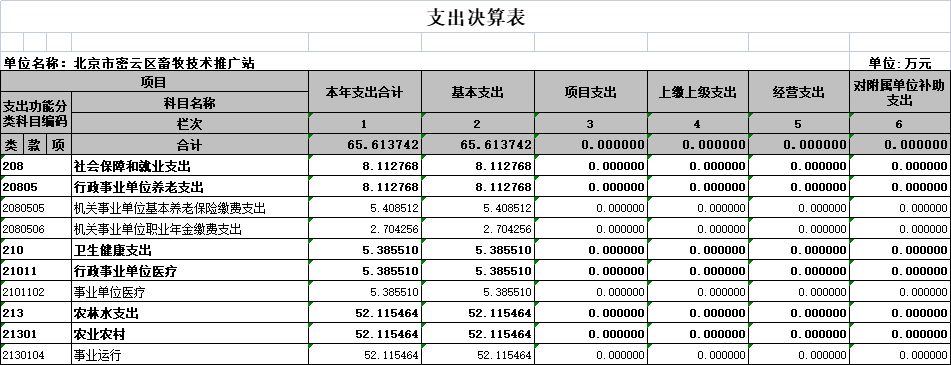 支出决算表
单位名称：北京市密云区畜牧技术推广站 单位:万元
项目 本年支出合计 基本支出 项目支出 上缴上级支出 经营支出 对附属单位补助支出
支出功能分类科目编码 科目名称
栏次 1 2 3 4 5 6
类 款 项 合计 65.613742 65.613742 0.000000 0.000000 0.000000 0.000000
208 社会保障和就业支出 8.112768 8.112768 0.000000 0.000000 0.000000 0.000000
20805 行政事业单位养老支出 8.112768 8.112768 0.000000 0.000000 0.000000 0.000000
2080505 机关事业单位基本养老保险缴费支出 5.408512 5.408512 0.000000 0.000000 0.000000 0.000000
2080506 机关事业单位职业年金缴费支出 2.704256 2.704256 0.000000 0.000000 0.000000 0.000000
210 卫生健康支出 5.385510 5.385510 0.000000 0.000000 0.000000 0.000000
21011 行政事业单位医疗 5.385510 5.385510 0.000000 0.000000 0.000000 0.000000
2101102 事业单位医疗 5.385510 5.385510 0.000000 0.000000 0.000000 0.000000
213 农林水支出 52.115464 52.115464 0.000000 0.000000 0.000000 0.000000
21301 农业农村 52.115464 52.115464 0.000000 0.000000 0.000000 0.000000
2130104 事业运行 52.115464 52.115464 0.000000 0.000000 0.000000 0.000000